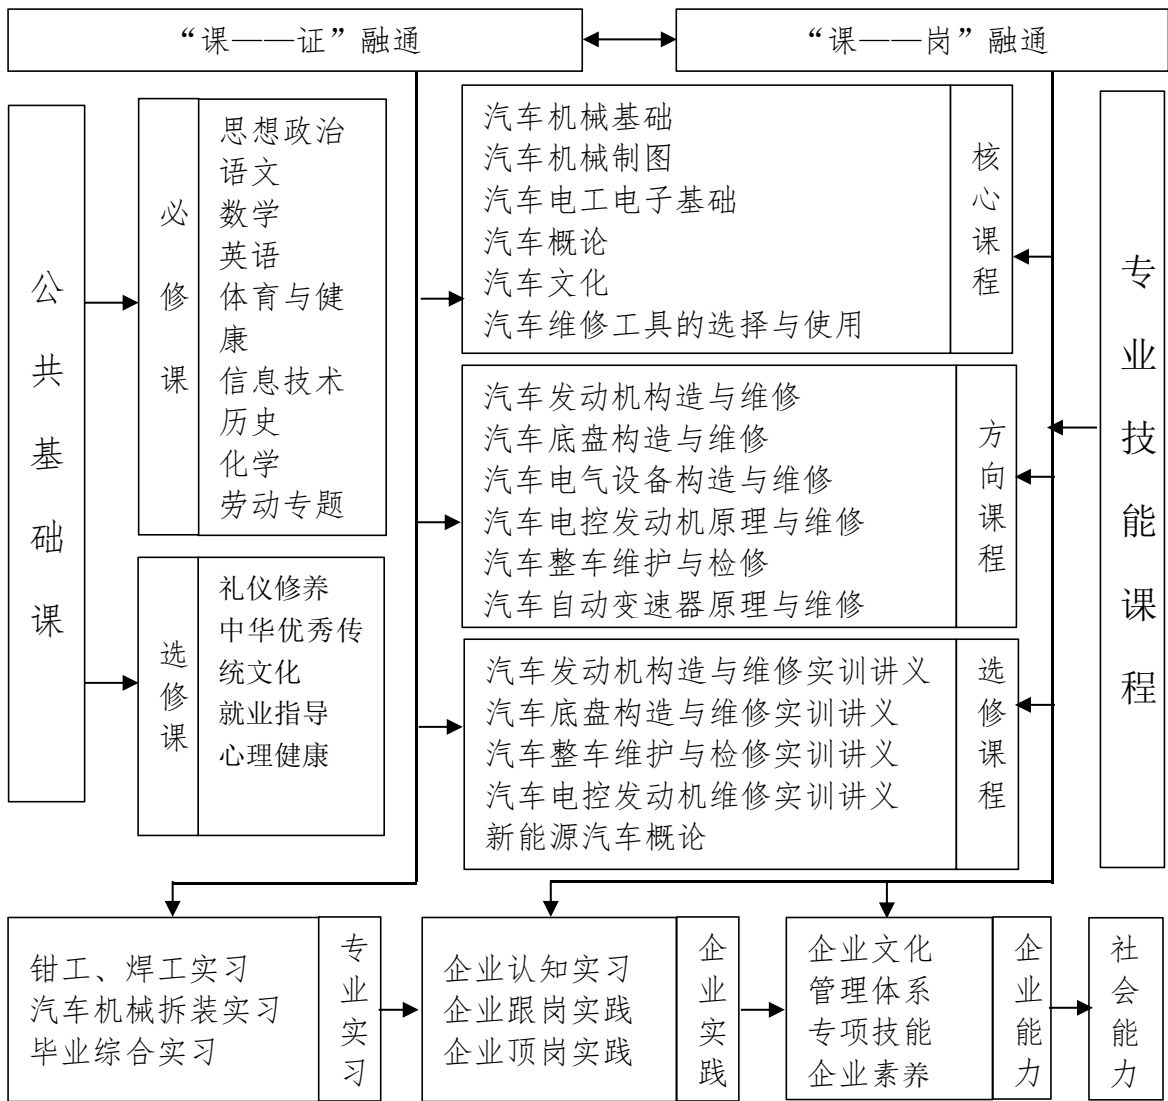 “课——证”融通
“课——岗”融通
公共基础课
必修课
思想政治
语文
数学
英语
体育与健
康
信息技术
历史
化学
劳动专题
选修课
礼仪修养
中华优秀传
统文化
就业指导
心理健康
汽车机械基础
汽车机械制图
汽车电工电子基础
汽车概论
汽车文化
汽车维修工具的选择与使用
核心课程
汽车发动机构造与维修
汽车底盘构造与维修
汽车电气设备构造与维修
汽车电控发动机原理与维修
汽车整车维护与检修
汽车自动变速器原理与维修
方向课程
汽车发动机构造与维修实训讲义
汽车底盘构造与维修实训讲义
汽车整车维护与检修实训讲义
汽车电控发动机维修实训讲义
新能源汽车概论
选修课程
专业技能课程
钳工、焊工实习
汽车机械拆装实习
毕业综合实习
专业实习
企业认知实习
企业跟岗实践
企业顶岗实践
企业实践
企业文化
管理体系
专项技能
企业素养
企业能力
社会能力